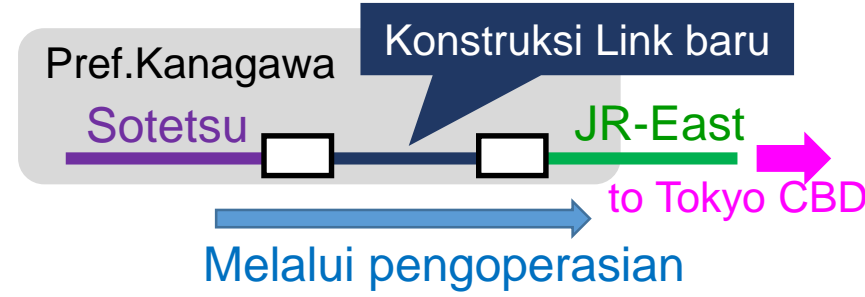 Konstruksi Link baru
Pref.Kanagawa
Sotetsu
JR-East
to Tokyo CBD
Melalui pengoperasian